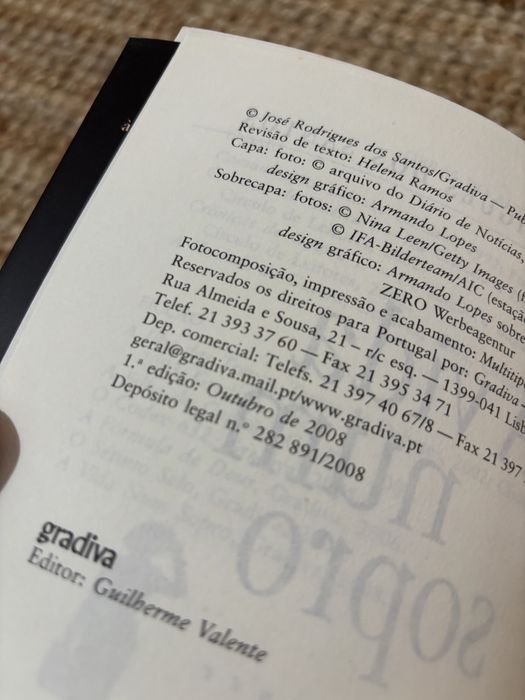 © José Rodrigues dos Santos/Gradiva — Pub
Revisão de texto: Helena Ramos
Capa: foto: © arquivo do Diário de Notícias,
design gráfico: Armando Lopes
Sobrecapa: fotos: © Nina Leen/Getty Images (f
© IFA-Bilderteam/AIC (estação
design gráfico: Armando Lopes sobre
ZERO Werbeagentur
Fotocomposição, impressão e acabamento: Multitip
Reservados os direitos para Portugal por: Gradiva —
Rua Almeida e Sousa, 21 – r/c esq. — 1399-041 Lisb
Telef. 21 393 37 60 — Fax 21 395 34 71
Dep. comercial: Telefs. 21 397 40 67/8 — Fax 21 397
geral@gradiva.mail.pt/www.gradiva.pt
1.ª edição: Outubro de 2008
Depósito legal n.º 282 891/2008
gradiva
Editor: Guilherme Valente